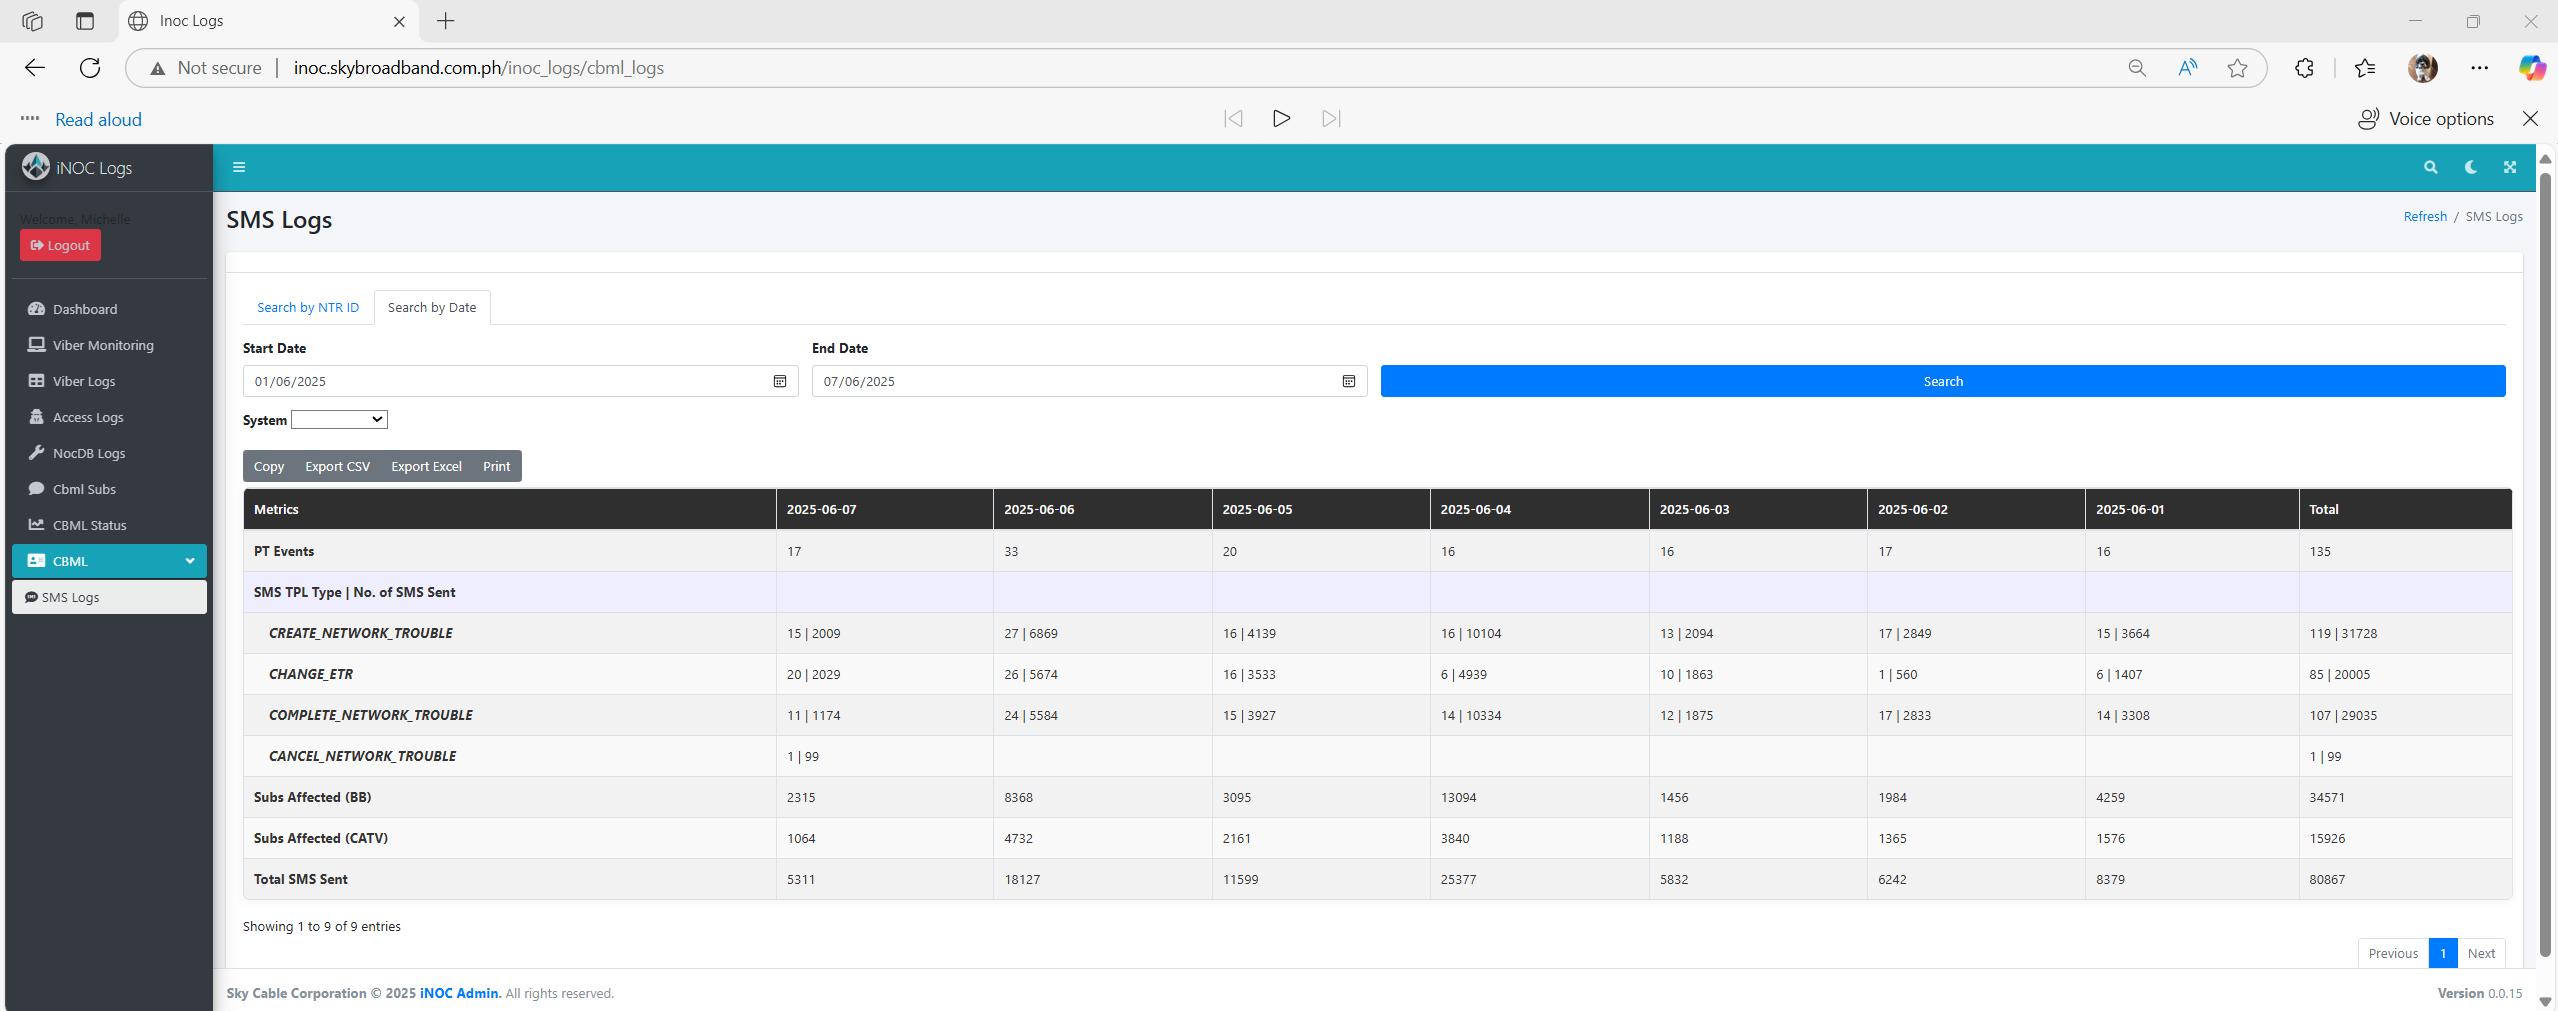 Inoc Logs
Not secure | inoc.skybroadband.com.ph/inoc_logs/cbml_logs
Read aloud
Voice options
iNOC Logs
Welcome, Michelle
Logout
Dashboard
Viber Monitoring
Viber Logs
Access Logs
NocDB Logs
Cbml Subs
CBML Status
CBML
SMS Logs
SMS Logs
Refresh / SMS Logs
Search by NTR ID Search by Date
Start Date End Date
01/06/2025 07/06/2025 Search
System
Copy Export CSV Export Excel Print
Metrics 2025-06-07 2025-06-06 2025-06-05 2025-06-04 2025-06-03 2025-06-02 2025-06-01 Total
PT Events 17 33 20 16 16 17 16 135
SMS TPL Type | No. of SMS Sent
CREATE_NETWORK_TROUBLE 15 | 2009 27 | 6869 16 | 4139 16 | 10104 13 | 2094 17 | 2849 15 | 3664 119 | 31728
CHANGE_ETR 20 | 2029 26 | 5674 16 | 3533 6 | 4939 10 | 1863 1 | 560 6 | 1407 85 | 20005
COMPLETE_NETWORK_TROUBLE 11 | 1174 24 | 5584 15 | 3927 14 | 10334 12 | 1875 17 | 2833 14 | 3308 107 | 29035
CANCEL_NETWORK_TROUBLE 1 | 99 1 | 99
Subs Affected (BB) 2315 8368 3095 13094 1456 1984 4259 34571
Subs Affected (CATV) 1064 4732 2161 3840 1188 1365 1576 15926
Total SMS Sent 5311 18127 11599 25377 5832 6242 8379 80867
Showing 1 to 9 of 9 entries
Previous 1 Next
Sky Cable Corporation © 2025 iNOC Admin. All rights reserved.
Version 0.0.15